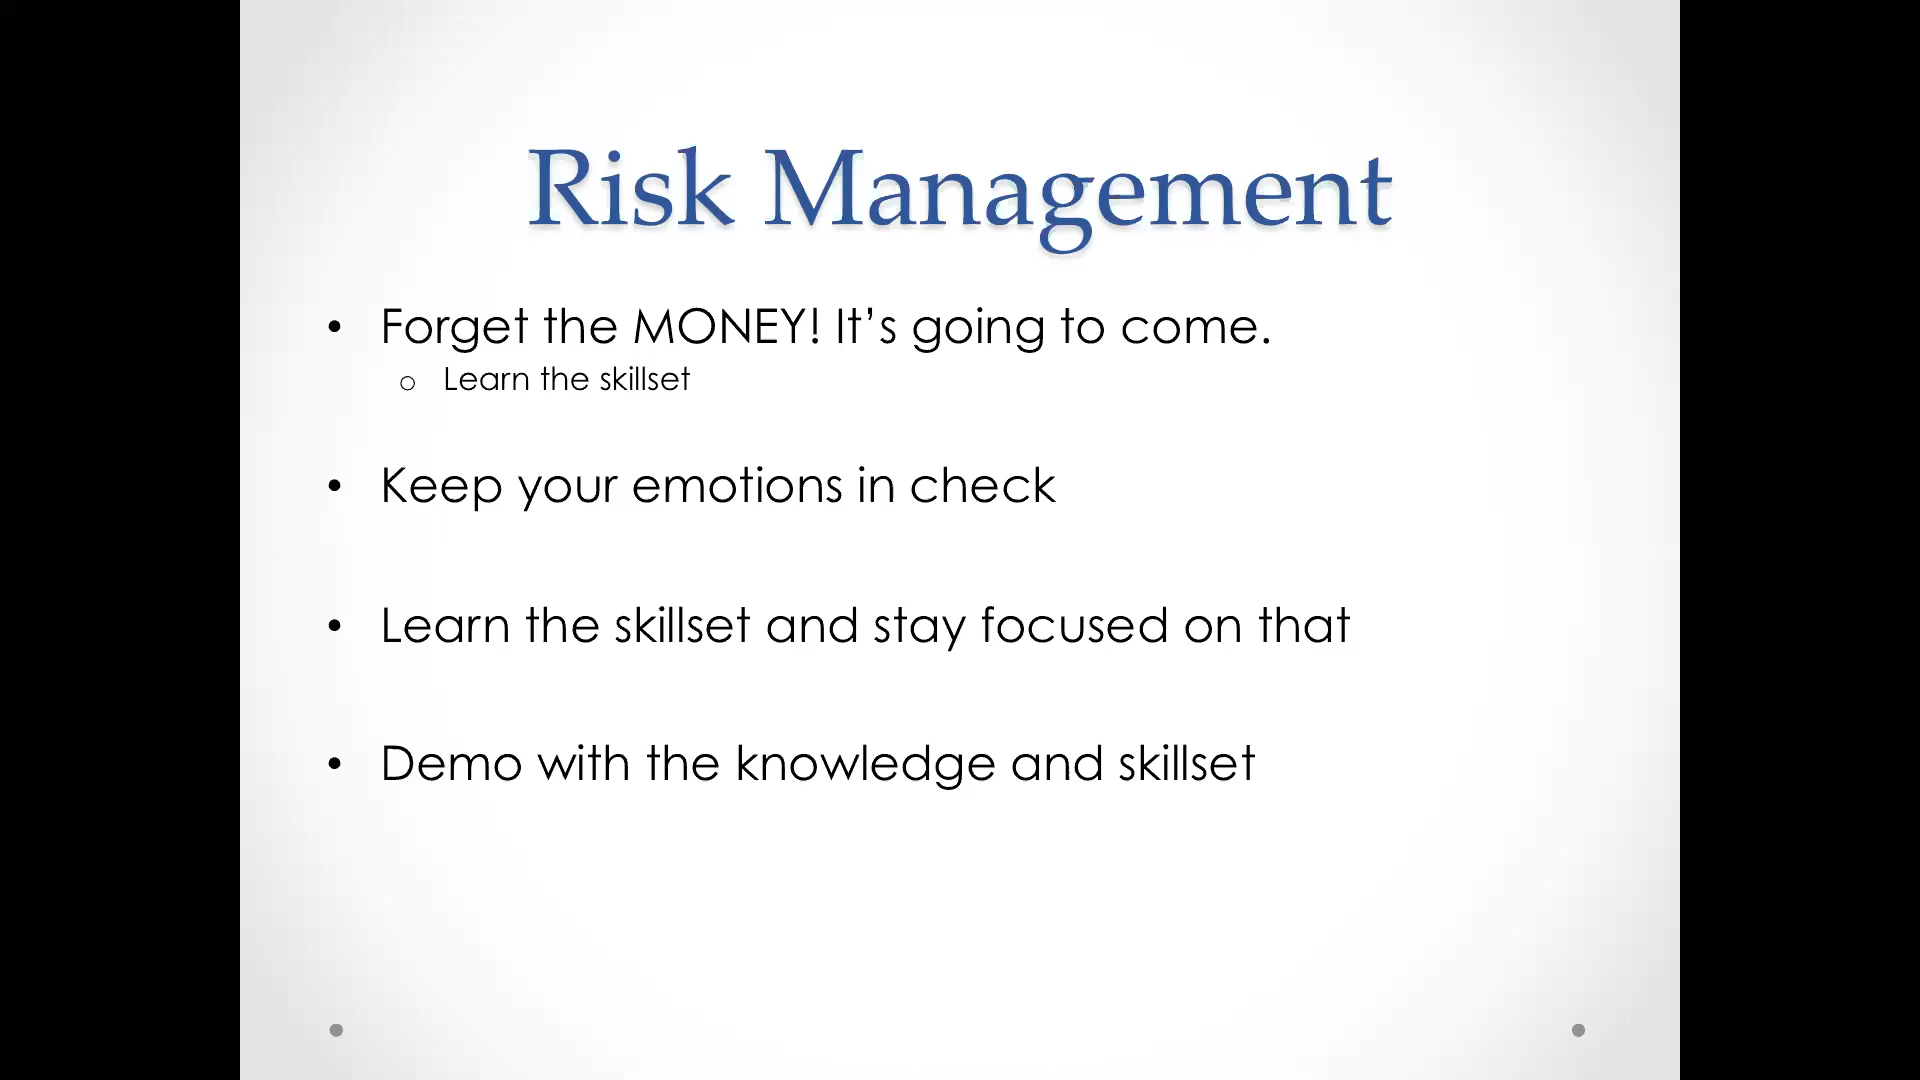 Risk Management
• Forget the MONEY! It’s going to come.
o Learn the skillset
• Keep your emotions in check
• Learn the skillset and stay focused on that
• Demo with the knowledge and skillset